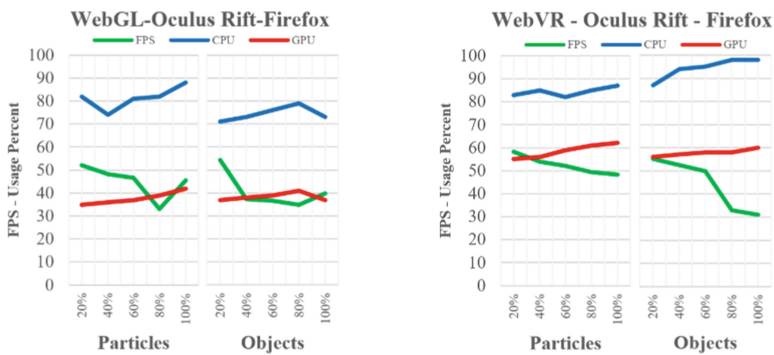 WebGL-Oculus Rift-Firefox
FPS CPU GPU
FPS - Usage Percent
100
90
80
70
60
50
40
30
20
10
0
20% 40% 60% 80% 100% 20% 40% 60% 80% 100%
Particles Objects
WebVR - Oculus Rift - Firefox
FPS CPU GPU
FPS - Usage Percent
100
90
80
70
60
50
40
30
20
10
0
20% 40% 60% 80% 100% 20% 40% 60% 80% 100%
Particles Objects